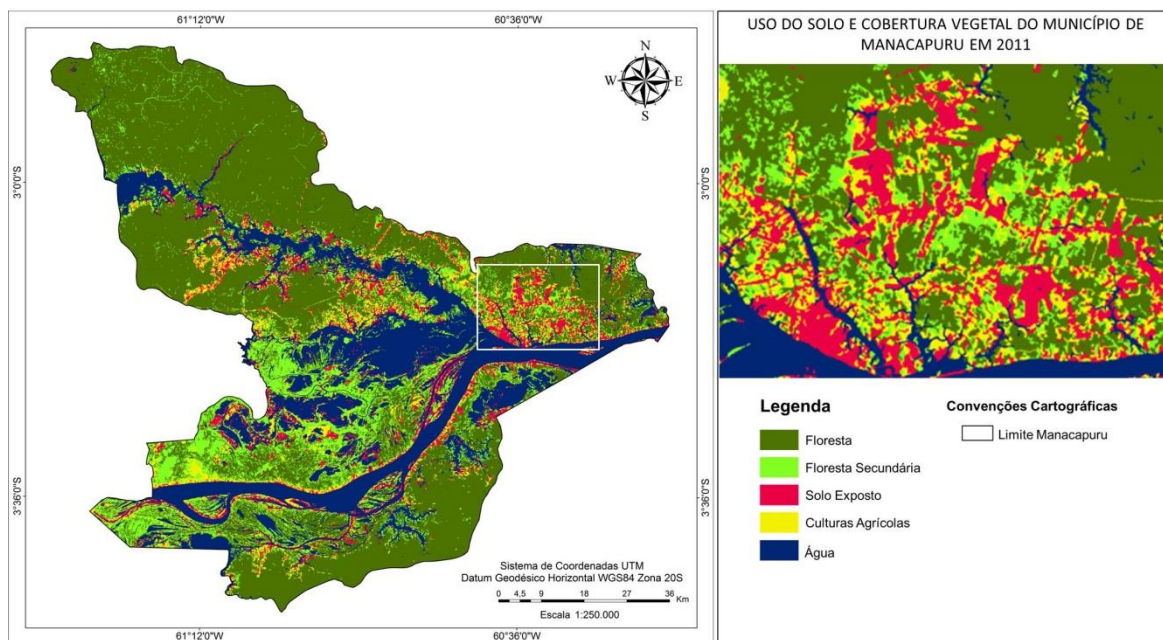 61°12'0"W
60°36'0"W
N
W
E
S
3°0'0"S
3°0'0"S
3°36'0"S
3°36'0"S
Sistema de Coordenadas UTM
Datum Geodésico Horizontal WGS84 Zona 20S
0 4,5 9 18 27 36
Km
Escala 1:250.000
61°12'0"W
60°36'0"W
USO DO SOLO E COBERTURA VEGETAL DO MUNICÍPIO DE
MANACAPURU EM 2011
Legenda
Floresta
Floresta Secundária
Solo Exposto
Culturas Agrícolas
Água
Convenções Cartográficas
Limite Manacapuru